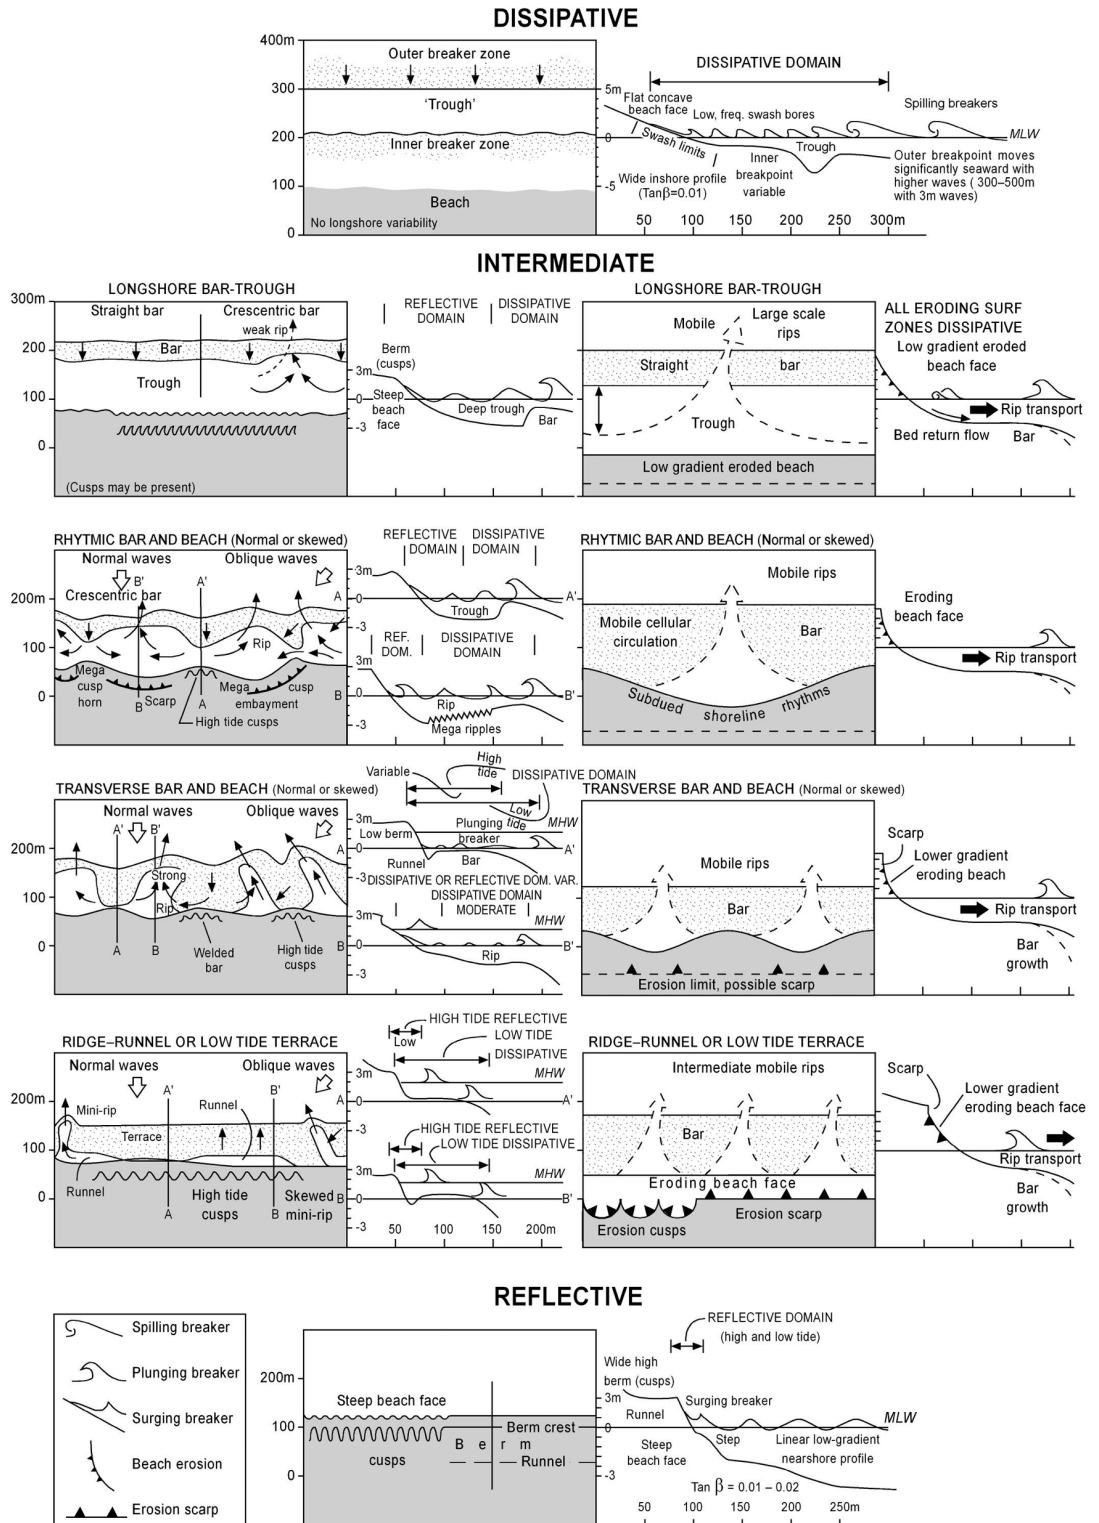 DISSIPATIVE
400m
300
200
100
0
Outer breaker zone
'Trough'
Inner breaker zone
Beach
No longshore variability
DISSIPATIVE DOMAIN
5m
0
-5
Flat concave
beach face
Low, freq. swash bores
Spilling breakers
MLW
Swash limits
Trough
Wide inshore profile
(Tanβ=0.01)
Inner
breakpoint
variable
Outer breakpoint moves
significantly seaward with
higher waves ( 300–500m
with 3m waves)
50 100 150 200 250 300m
INTERMEDIATE
LONGSHORE BAR-TROUGH
300m
200
100
0
Straight bar
Crescentric bar
weak rip
Bar
Trough
(Cusps may be present)
REFLECTIVE
DOMAIN
DISSIPATIVE
DOMAIN
Berm
(cusps)
3m
0
-3
Steep
beach
face
Deep trough
Bar
LONGSHORE BAR-TROUGH
Mobile
Large scale
rips
Straight bar
Trough
Low gradient eroded beach
ALL ERODING SURF
ZONES DISSIPATIVE
Low gradient eroded
beach face
Rip transport
Bed return flow
Bar
RHYTMIC BAR AND BEACH (Normal or skewed)
Normal waves
Oblique waves
B' A'
Crescentric bar
200m
100
0
Rip
Mega
cusp
horn
B
Scarp
A
Mega cusp
embayment
High tide cusps
REFLECTIVE
DOMAIN
DISSIPATIVE
DOMAIN
3m
A 0 A'
-3
Trough
REF.
DOM.
DISSIPATIVE
DOMAIN
3m
B 0 B'
-3
Rip
Mega ripples
RHYTMIC BAR AND BEACH (Normal or skewed)
Mobile rips
Mobile cellular
circulation
Bar
Subdued shoreline rhythms
Eroding
beach face
Rip transport
TRANSVERSE BAR AND BEACH (Normal or skewed)
Normal waves
Oblique waves
A' B'
200m
100
0
Strong
Rip
A B
Welded
bar
High tide
cusps
Variable
High
tide
DISSIPATIVE DOMAIN
Low
tide
3m
Low berm
Plunging
breaker
MHW
A 0 A'
Runnel
Bar
-3
DISSIPATIVE OR REFLECTIVE DOM. VAR.
DISSIPATIVE DOMAIN
MODERATE
3m
MHW
B 0 B'
Rip
-3
TRANSVERSE BAR AND BEACH (Normal or skewed)
Mobile rips
Bar
Erosion limit, possible scarp
Scarp
Lower gradient
eroding beach
Rip transport
Bar
growth
RIDGE–RUNNEL OR LOW TIDE TERRACE
Normal waves
Oblique waves
A' B'
200m
100
0
Mini-rip
Runnel
Terrace
Runnel
A
High tide
cusps
B
Skewed
mini-rip
HIGH TIDE REFLECTIVE
Low
LOW TIDE
DISSIPATIVE
3m
MHW
A 0 A'
-3
HIGH TIDE REFLECTIVE
LOW TIDE DISSIPATIVE
3m
MHW
B 0 B'
-3
50 100 150 200m
RIDGE–RUNNEL OR LOW TIDE TERRACE
Intermediate mobile rips
Bar
Eroding beach face
Erosion cusps
Erosion scarp
Scarp
Lower gradient
eroding beach face
Rip transport
Bar
growth
REFLECTIVE
Spilling breaker
Plunging breaker
Surging breaker
Beach erosion
Erosion scarp
200m
100
0
Steep beach face
cusps
Berm crest
B e r m
Runnel
REFLECTIVE DOMAIN
(high and low tide)
Wide high
berm (cusps)
3m
0
-3
Runnel
Surging breaker
MLW
Steep
beach face
Step
Linear low-gradient
nearshore profile
Tan β = 0.01 – 0.02
50 100 150 200 250m